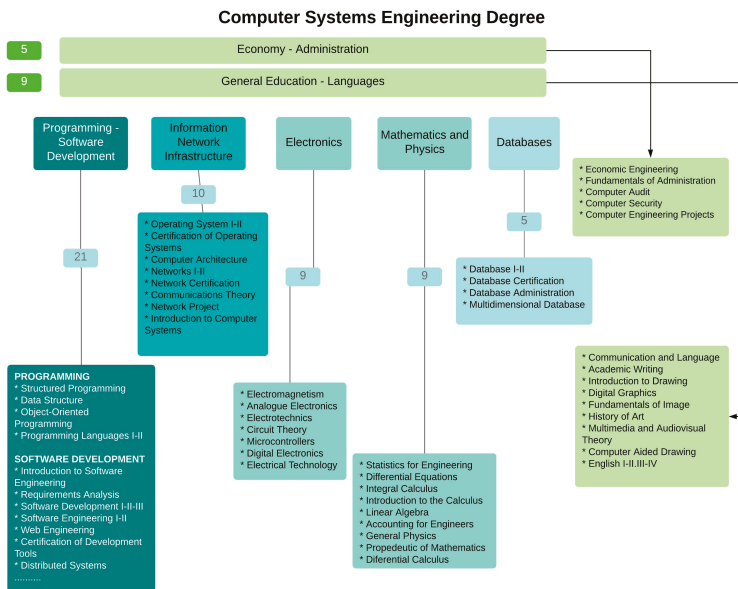 Computer Systems Engineering Degree
5
Economy - Administration
9
General Education - Languages
Programming -
Software
Development
Information
Network
Infrastructure
Electronics
Mathematics and
Physics
Databases
* Economic Engineering
* Fundamentals of Administration
* Computer Audit
* Computer Security
* Computer Engineering Projects
10
5
21
9
9
* Operating System I-II
* Certification of Operating
Systems
* Computer Architecture
* Networks I-II
* Network Certification
* Communications Theory
* Network Project
* Introduction to Computer
Systems
* Database I-II
* Database Certification
* Database Administration
* Multidimensional Database
* Communication and Language
* Academic Writing
* Introduction to Drawing
* Digital Graphics
* Fundamentals of Image
* History of Art
* Multimedia and Audiovisual
Theory
* Computer Aided Drawing
* English I-II.III-IV
PROGRAMMING
* Structured Programming
* Data Structure
* Object-Oriented
Programming
* Programming Languages I-II
SOFTWARE DEVELOPMENT
* Introduction to Software
Engineering
* Requirements Analysis
* Software Development I-II-III
* Software Engineering I-II
* Web Engineering
* Certification of Development
Tools
* Distributed Systems
..........
* Electromagnetism
* Analogue Electronics
* Electrotechnics
* Circuit Theory
* Microcontrollers
* Digital Electronics
* Electrical Technology
* Statistics for Engineering
* Differential Equations
* Integral Calculus
* Introduction to the Calculus
* Linear Algebra
* Accounting for Engineers
* General Physics
* Propedeutic of Mathematics
* Diferential Calculus